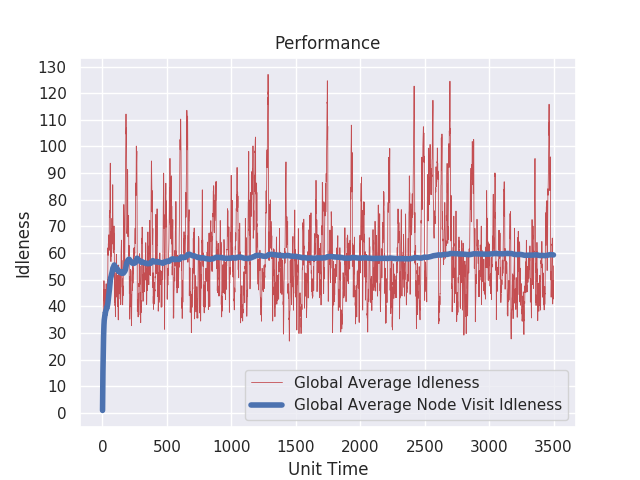 Performance
130
120
110
100
90
80
70
60
50
40
30
20
10
0
Idleness
Global Average Idleness
Global Average Node Visit Idleness
0 500 1000 1500 2000 2500 3000 3500
Unit Time